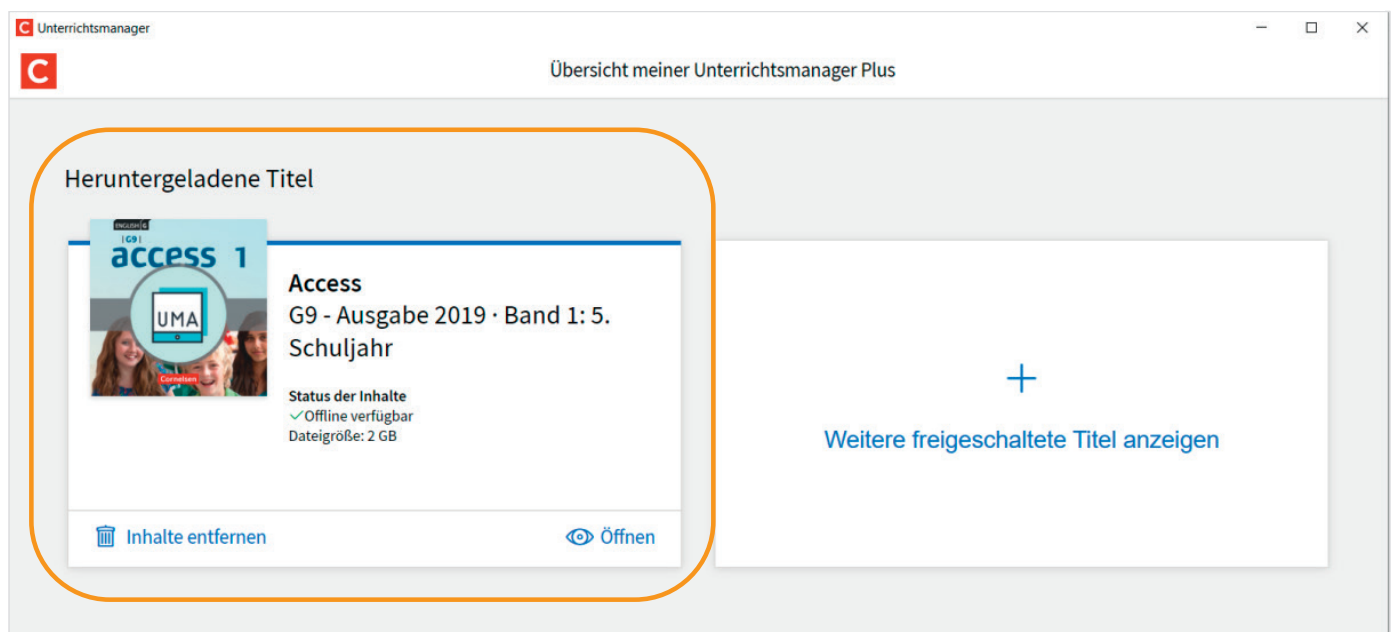 C Unterrichtsmanager
C
Übersicht meiner Unterrichtsmanager Plus
Heruntergeladene Titel
ENGLISH G
|G9|
access 1
UMA
Cornelsen
Access
G9 - Ausgabe 2019 · Band 1: 5.
Schuljahr
Status der Inhalte
Offline verfügbar
Dateigröße: 2 GB
Inhalte entfernen
Öffnen
Weitere freigeschaltete Titel anzeigen